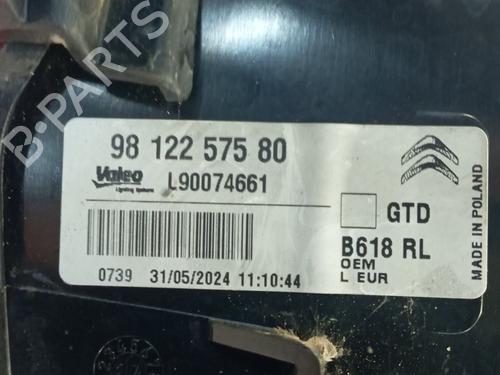 B-PARTS
98 122 575 80
Valeo
Lighting Systems
L90074661
GTD
B618 RL
OEM
L EUR
MADE IN POLAND
0739 31/05/2024 11:10:44